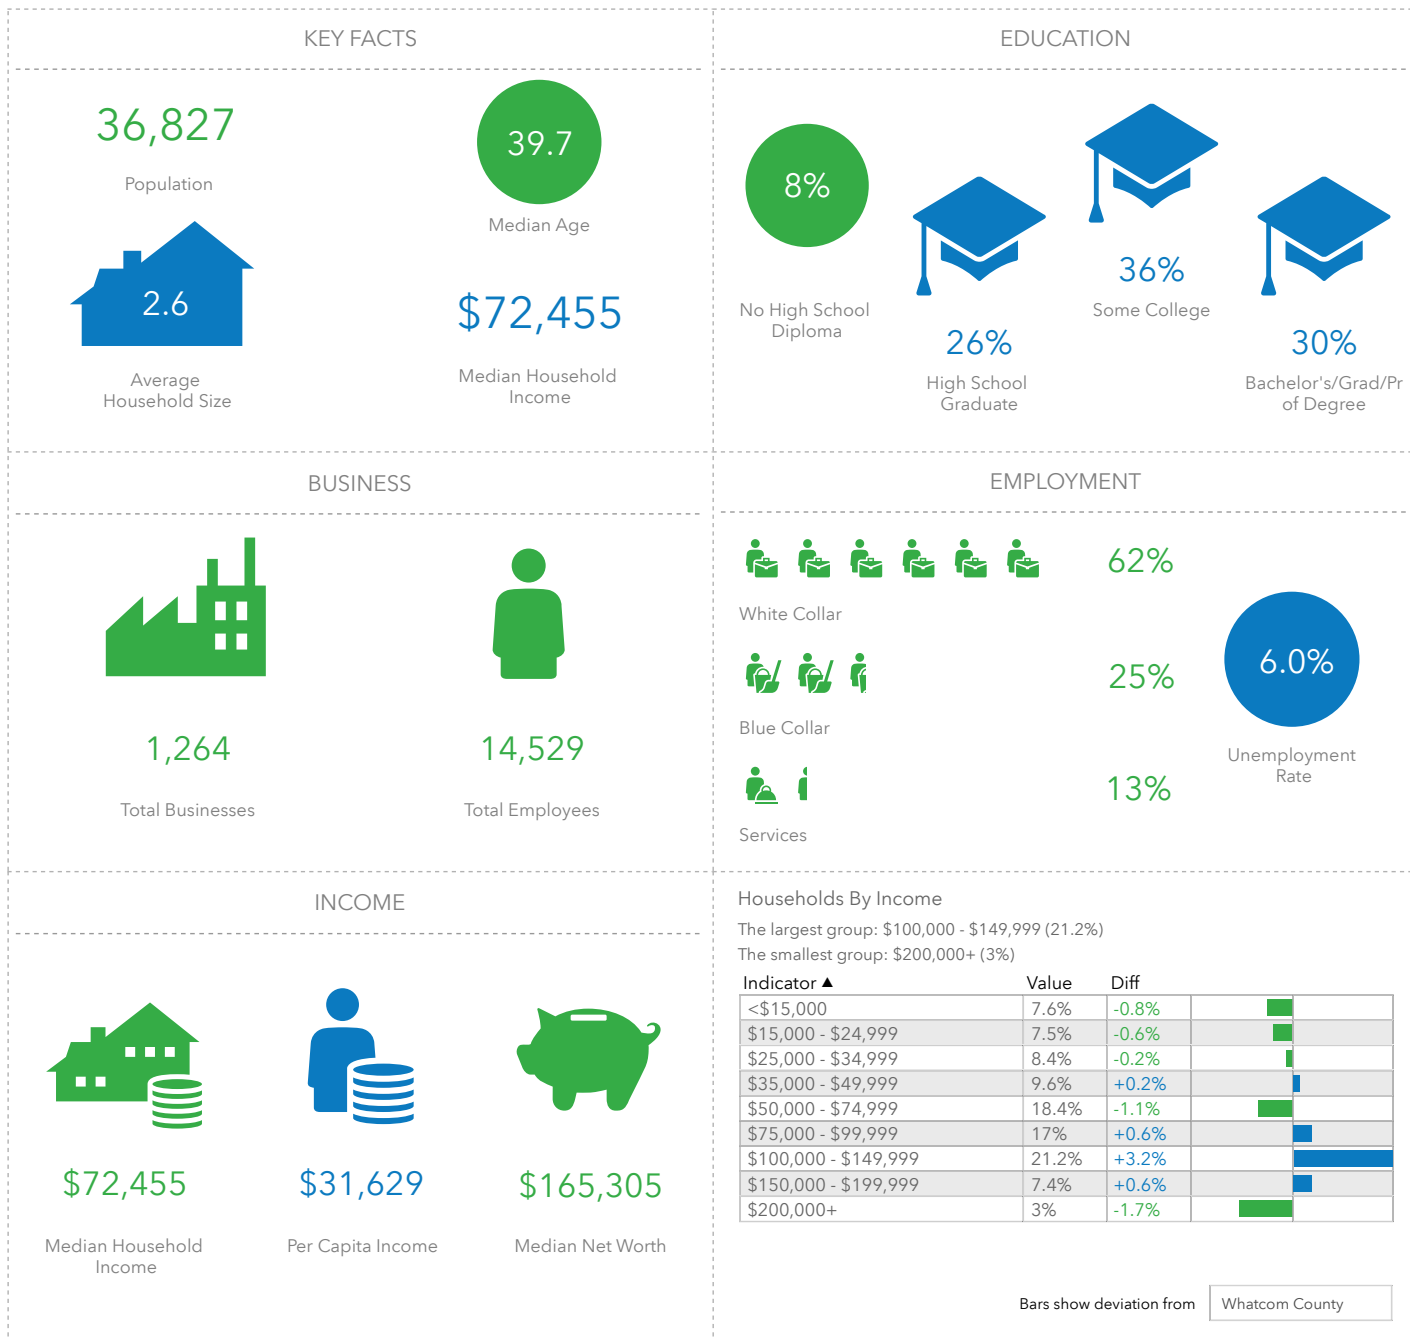 KEY FACTS
36,827
Population
39.7
Median Age
2.6
Average
Household Size
$72,455
Median Household
Income
EDUCATION
8%
No High School
Diploma
26%
High School
Graduate
36%
Some College
30%
Bachelor's/Grad/Pr
of Degree
BUSINESS
1,264
Total Businesses
14,529
Total Employees
EMPLOYMENT
62%
White Collar
25%
Blue Collar
13%
Services
6.0%
Unemployment
Rate
INCOME
$72,455
Median Household
Income
$31,629
Per Capita Income
$165,305
Median Net Worth
Households By Income
The largest group: $100,000 - $149,999 (21.2%)
The smallest group: $200,000+ (3%)
Indicator ▲ Value Diff
<$15,000 7.6% -0.8%
$15,000 - $24,999 7.5% -0.6%
$25,000 - $34,999 8.4% -0.2%
$35,000 - $49,999 9.6% +0.2%
$50,000 - $74,999 18.4% -1.1%
$75,000 - $99,999 17% +0.6%
$100,000 - $149,999 21.2% +3.2%
$150,000 - $199,999 7.4% +0.6%
$200,000+ 3% -1.7%
Bars show deviation from Whatcom County